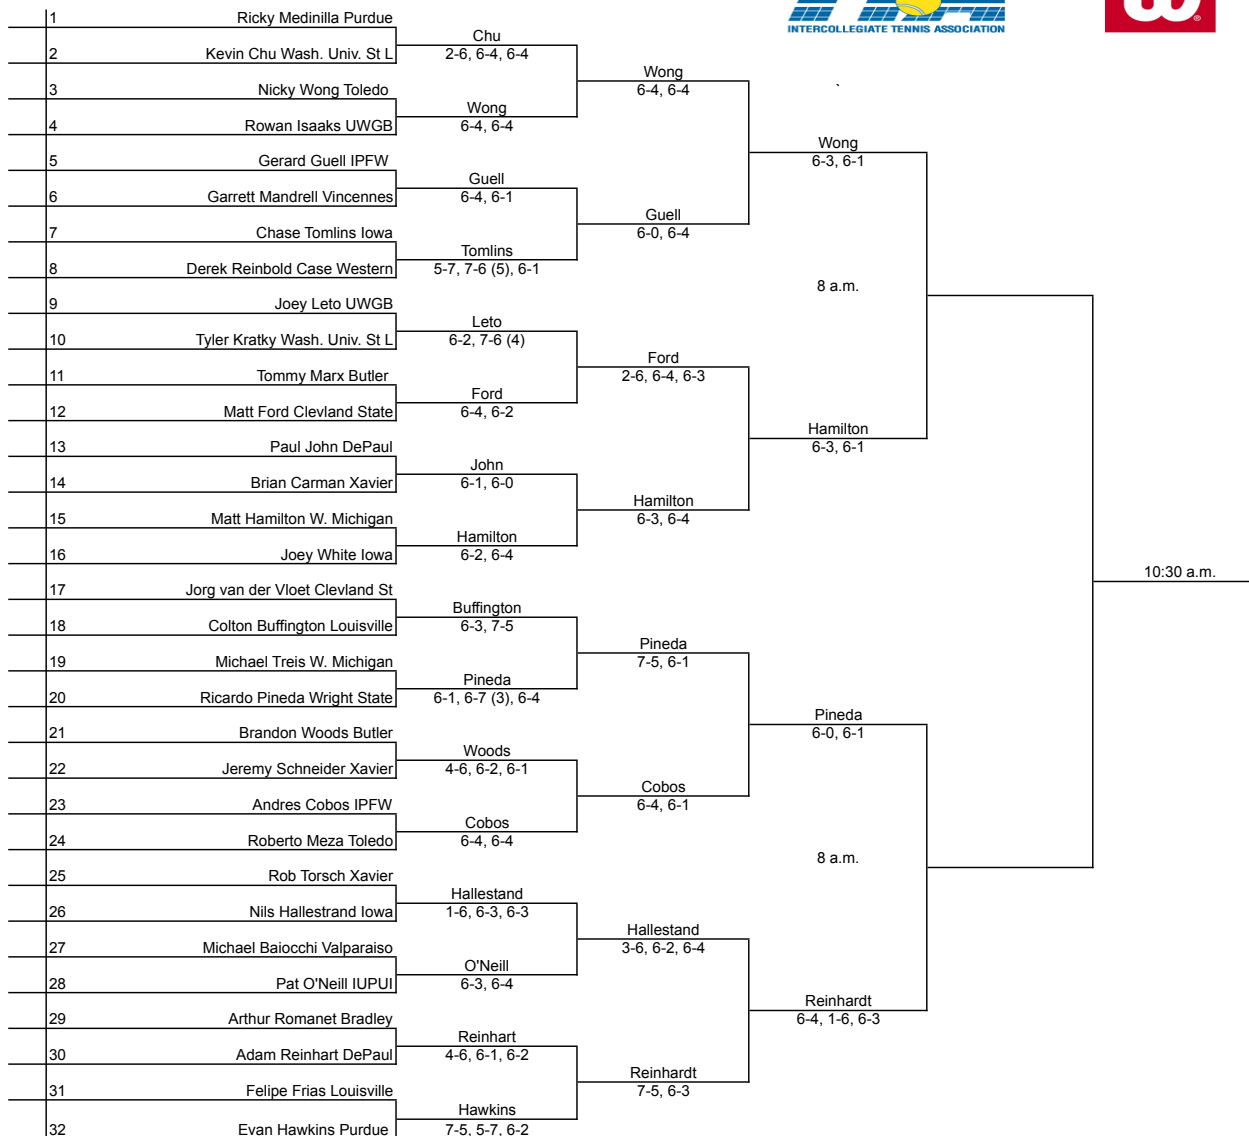 1 Ricky Medinilla Purdue
INTERCOLLEGIATE TENNIS ASSOCIATION
®
Chu
2 Kevin Chu Wash. Univ. St L
2-6, 6-4, 6-4
Wong
3 Nicky Wong Toledo
6-4, 6-4
`
Wong
4 Rowan Isaaks UWGB
6-4, 6-4
Wong
5 Gerard Guell IPFW
6-3, 6-1
Guell
6 Garrett Mandrell Vincennes
6-4, 6-1
Guell
7 Chase Tomlins Iowa
6-0, 6-4
Tomlins
8 Derek Reinbold Case Western
5-7, 7-6 (5), 6-1
8 a.m.
9 Joey Leto UWGB
Leto
10 Tyler Kratky Wash. Univ. St L
6-2, 7-6 (4)
Ford
11 Tommy Marx Butler
2-6, 6-4, 6-3
Ford
12 Matt Ford Clevland State
6-4, 6-2
Hamilton
13 Paul John DePaul
6-3, 6-1
John
14 Brian Carman Xavier
6-1, 6-0
Hamilton
15 Matt Hamilton W. Michigan
6-3, 6-4
Hamilton
16 Joey White Iowa
6-2, 6-4
10:30 a.m.
17 Jorg van der Vloet Clevland St
Buffington
18 Colton Buffington Louisville
6-3, 7-5
Pineda
19 Michael Treis W. Michigan
7-5, 6-1
Pineda
20 Ricardo Pineda Wright State
6-1, 6-7 (3), 6-4
Pineda
21 Brandon Woods Butler
6-0, 6-1
Woods
22 Jeremy Schneider Xavier
4-6, 6-2, 6-1
Cobos
23 Andres Cobos IPFW
6-4, 6-1
Cobos
24 Roberto Meza Toledo
6-4, 6-4
8 a.m.
25 Rob Torsch Xavier
Hallestand
26 Nils Hallestrand Iowa
1-6, 6-3, 6-3
Hallestand
27 Michael Baiocchi Valparaiso
3-6, 6-2, 6-4
O'Neill
28 Pat O'Neill IUPUI
6-3, 6-4
Reinhardt
29 Arthur Romanet Bradley
6-4, 1-6, 6-3
Reinhart
30 Adam Reinhart DePaul
4-6, 6-1, 6-2
Reinhardt
31 Felipe Frias Louisville
7-5, 6-3
Hawkins
32 Evan Hawkins Purdue
7-5, 5-7, 6-2